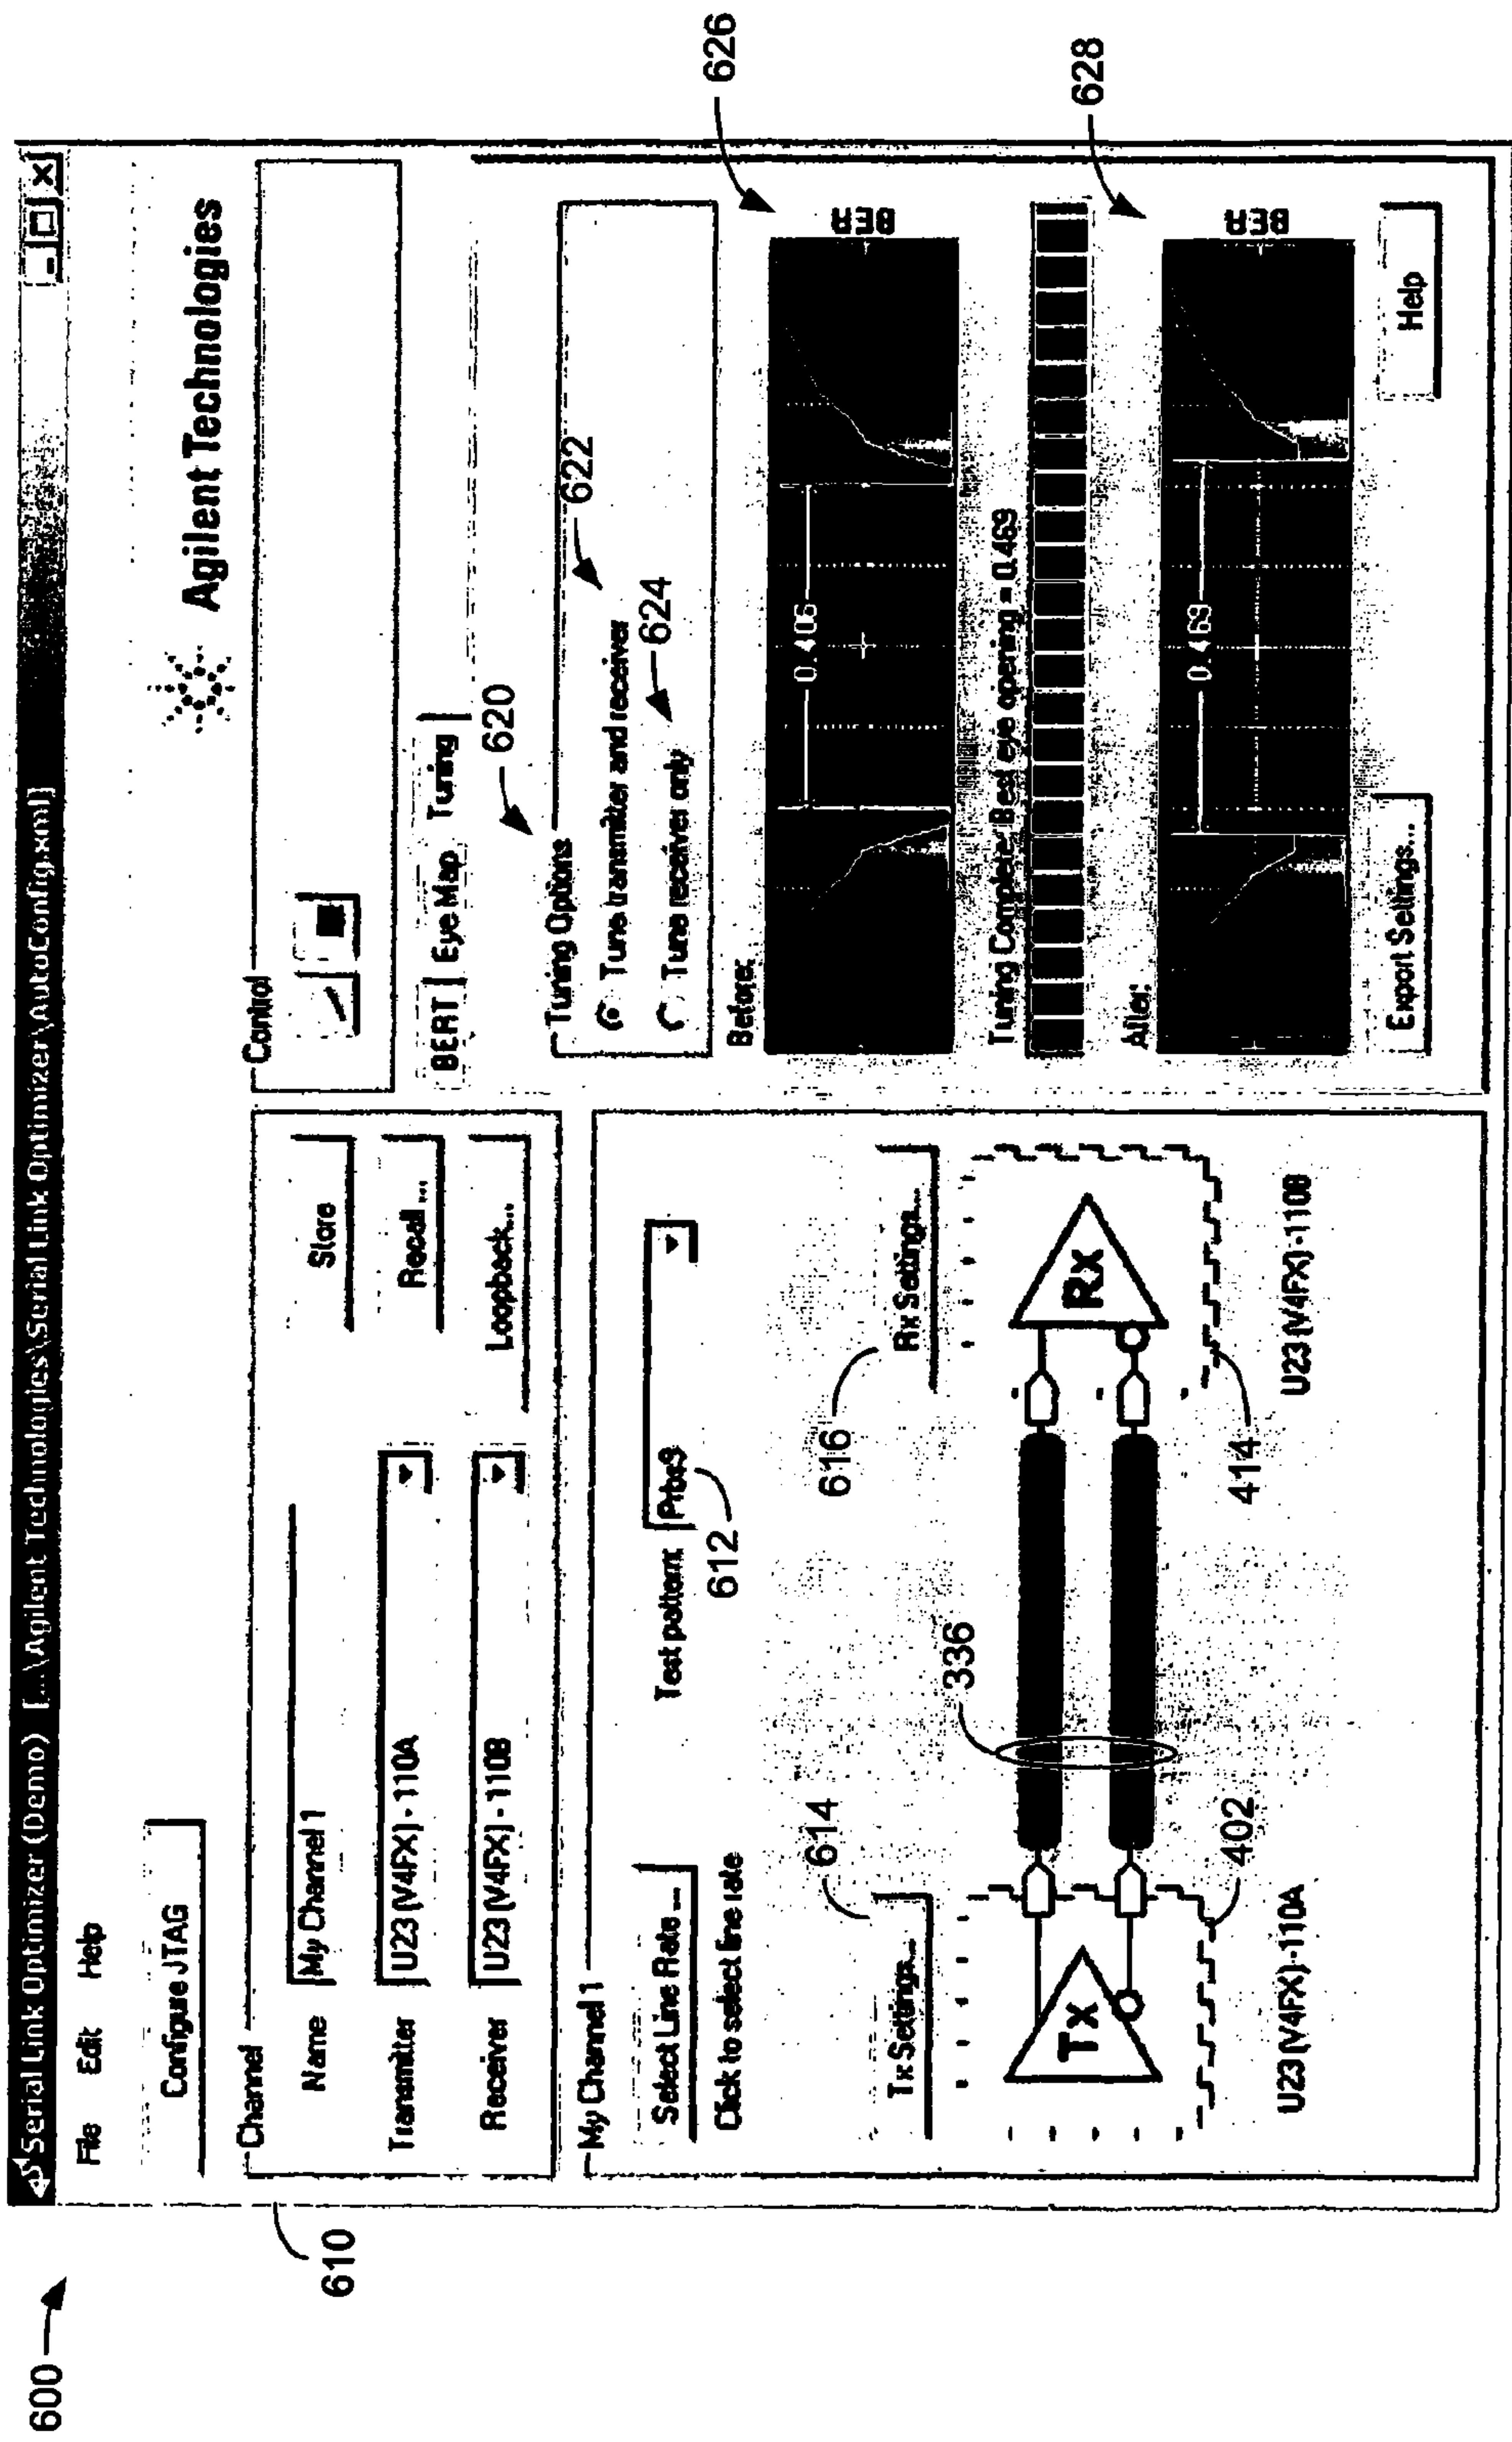 600
Serial Link Optimizer (Demo) [...\Agilent Technologies\Serial Link Optimizer\AutoConfig.xml]
File Edit Help
Configure JTAG
Agilent Technologies
610
Channel
Name My Channel 1 Store
Transmitter U23 (V4FX) - 110A Recall ...
Receiver U23 (V4FX) - 110B Loopback...
My Channel 1
Select Line Rate ... Test pattern:
612
Click to select line rate
614
616
Tx Settings... Rx Settings...
336
Tx Rx
402
414
U23 (V4FX)-110A U23 (V4FX)-110B
Control
BERT Eye Map Tuning
620
Tuning Options
622
Tune transmitter and receiver
624
Tune receiver only
626
Before:
0.406
BER
Tuning Complete: Best eye opening = 0.469
628
After:
0.469
BER
Export Settings... Help